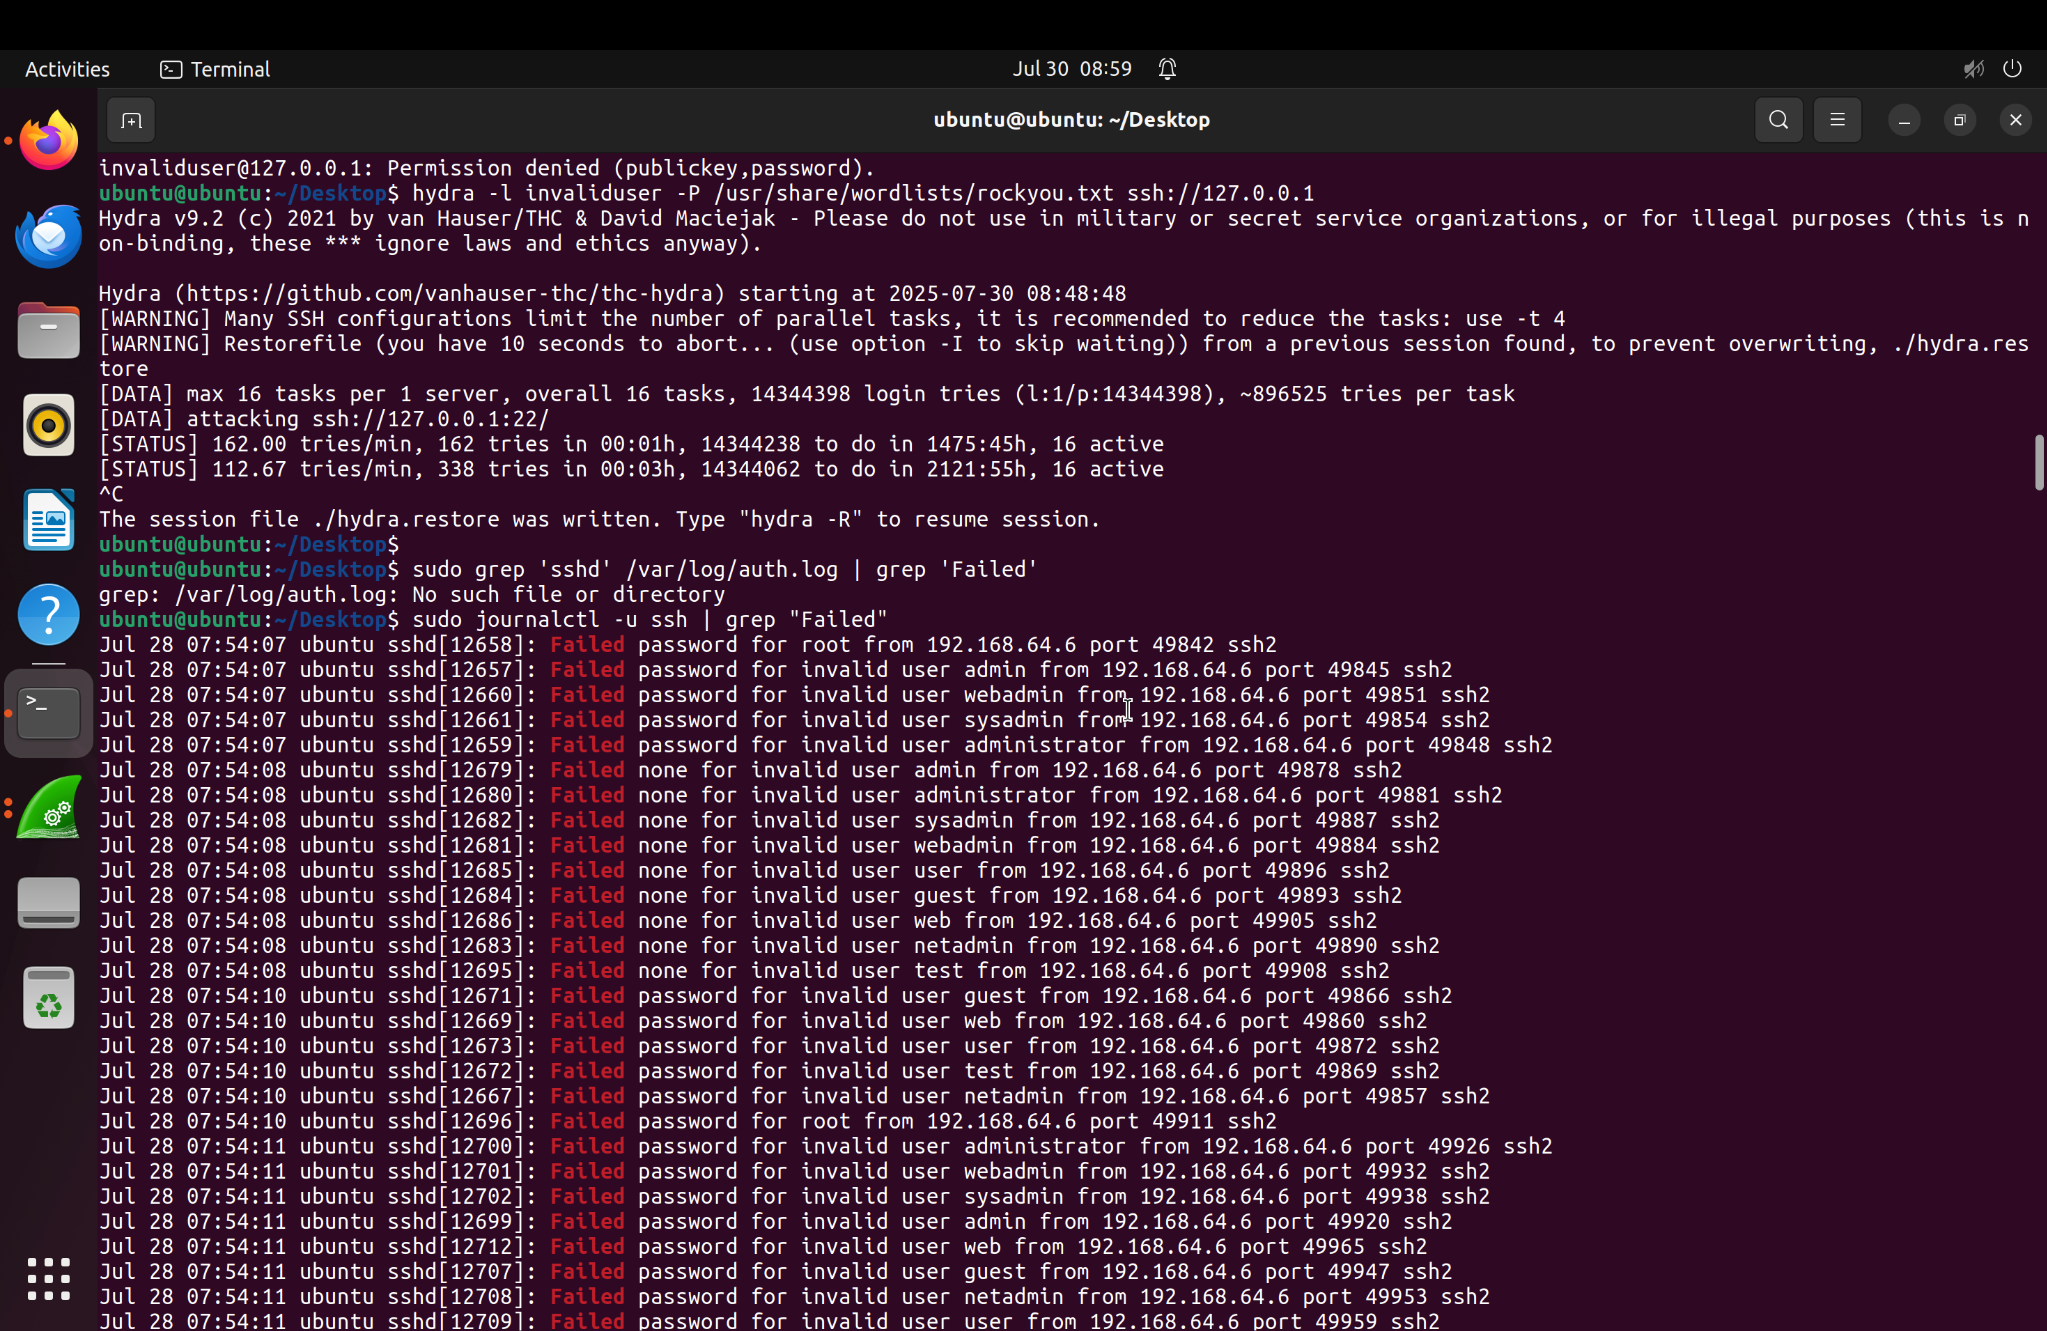 Activities
Terminal
Jul 30 08:59
ubuntu@ubuntu: ~/Desktop
invaliduser@127.0.0.1: Permission denied (publickey,password).
ubuntu@ubuntu:~/Desktop$ hydra -l invaliduser -P /usr/share/wordlists/rockyou.txt ssh://127.0.0.1
Hydra v9.2 (c) 2021 by van Hauser/THC & David Maciejak - Please do not use in military or secret service organizations, or for illegal purposes (this is n
on-binding, these *** ignore laws and ethics anyway).
Hydra (https://github.com/vanhauser-thc/thc-hydra) starting at 2025-07-30 08:48:48
[WARNING] Many SSH configurations limit the number of parallel tasks, it is recommended to reduce the tasks: use -t 4
[WARNING] Restorefile (you have 10 seconds to abort... (use option -I to skip waiting)) from a previous session found, to prevent overwriting, ./hydra.res
tore
[DATA] max 16 tasks per 1 server, overall 16 tasks, 14344398 login tries (l:1/p:14344398), ~896525 tries per task
[DATA] attacking ssh://127.0.0.1:22/
[STATUS] 162.00 tries/min, 162 tries in 00:01h, 14344238 to do in 1475:45h, 16 active
[STATUS] 112.67 tries/min, 338 tries in 00:03h, 14344062 to do in 2121:55h, 16 active
^C
The session file ./hydra.restore was written. Type "hydra -R" to resume session.
ubuntu@ubuntu:~/Desktop$
ubuntu@ubuntu:~/Desktop$ sudo grep 'sshd' /var/log/auth.log | grep 'Failed'
grep: /var/log/auth.log: No such file or directory
ubuntu@ubuntu:~/Desktop$ sudo journalctl -u ssh | grep "Failed"
Jul 28 07:54:07 ubuntu sshd[12658]: Failed password for root from 192.168.64.6 port 49842 ssh2
Jul 28 07:54:07 ubuntu sshd[12657]: Failed password for invalid user admin from 192.168.64.6 port 49845 ssh2
Jul 28 07:54:07 ubuntu sshd[12660]: Failed password for invalid user webadmin from 192.168.64.6 port 49851 ssh2
Jul 28 07:54:07 ubuntu sshd[12661]: Failed password for invalid user sysadmin from 192.168.64.6 port 49854 ssh2
Jul 28 07:54:07 ubuntu sshd[12659]: Failed password for invalid user administrator from 192.168.64.6 port 49848 ssh2
Jul 28 07:54:08 ubuntu sshd[12679]: Failed none for invalid user admin from 192.168.64.6 port 49878 ssh2
Jul 28 07:54:08 ubuntu sshd[12680]: Failed none for invalid user administrator from 192.168.64.6 port 49881 ssh2
Jul 28 07:54:08 ubuntu sshd[12682]: Failed none for invalid user sysadmin from 192.168.64.6 port 49887 ssh2
Jul 28 07:54:08 ubuntu sshd[12681]: Failed none for invalid user webadmin from 192.168.64.6 port 49884 ssh2
Jul 28 07:54:08 ubuntu sshd[12685]: Failed none for invalid user user from 192.168.64.6 port 49896 ssh2
Jul 28 07:54:08 ubuntu sshd[12684]: Failed none for invalid user guest from 192.168.64.6 port 49893 ssh2
Jul 28 07:54:08 ubuntu sshd[12686]: Failed none for invalid user web from 192.168.64.6 port 49905 ssh2
Jul 28 07:54:08 ubuntu sshd[12683]: Failed none for invalid user netadmin from 192.168.64.6 port 49890 ssh2
Jul 28 07:54:08 ubuntu sshd[12695]: Failed none for invalid user test from 192.168.64.6 port 49908 ssh2
Jul 28 07:54:10 ubuntu sshd[12671]: Failed password for invalid user guest from 192.168.64.6 port 49866 ssh2
Jul 28 07:54:10 ubuntu sshd[12669]: Failed password for invalid user web from 192.168.64.6 port 49860 ssh2
Jul 28 07:54:10 ubuntu sshd[12673]: Failed password for invalid user user from 192.168.64.6 port 49872 ssh2
Jul 28 07:54:10 ubuntu sshd[12672]: Failed password for invalid user test from 192.168.64.6 port 49869 ssh2
Jul 28 07:54:10 ubuntu sshd[12667]: Failed password for invalid user netadmin from 192.168.64.6 port 49857 ssh2
Jul 28 07:54:10 ubuntu sshd[12696]: Failed password for root from 192.168.64.6 port 49911 ssh2
Jul 28 07:54:11 ubuntu sshd[12700]: Failed password for invalid user administrator from 192.168.64.6 port 49926 ssh2
Jul 28 07:54:11 ubuntu sshd[12701]: Failed password for invalid user webadmin from 192.168.64.6 port 49932 ssh2
Jul 28 07:54:11 ubuntu sshd[12702]: Failed password for invalid user sysadmin from 192.168.64.6 port 49938 ssh2
Jul 28 07:54:11 ubuntu sshd[12699]: Failed password for invalid user admin from 192.168.64.6 port 49920 ssh2
Jul 28 07:54:11 ubuntu sshd[12712]: Failed password for invalid user web from 192.168.64.6 port 49965 ssh2
Jul 28 07:54:11 ubuntu sshd[12707]: Failed password for invalid user guest from 192.168.64.6 port 49947 ssh2
Jul 28 07:54:11 ubuntu sshd[12708]: Failed password for invalid user netadmin from 192.168.64.6 port 49953 ssh2
Jul 28 07:54:11 ubuntu sshd[12709]: Failed password for invalid user user from 192.168.64.6 port 49959 ssh2